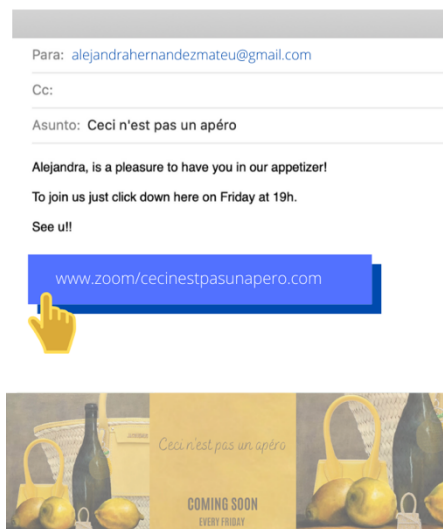 Para: alejandrahernandezmateu@gmail.com
Cc:
Asunto: Ceci n'est pas un apéro
Alejandra, is a pleasure to have you in our appetizer!
To join us just click down here on Friday at 19h.
See u!!
www.zoom/cecinestpasunapero.com
Ceci n'est pas un apéro
COMING SOON
EVERY FRIDAY